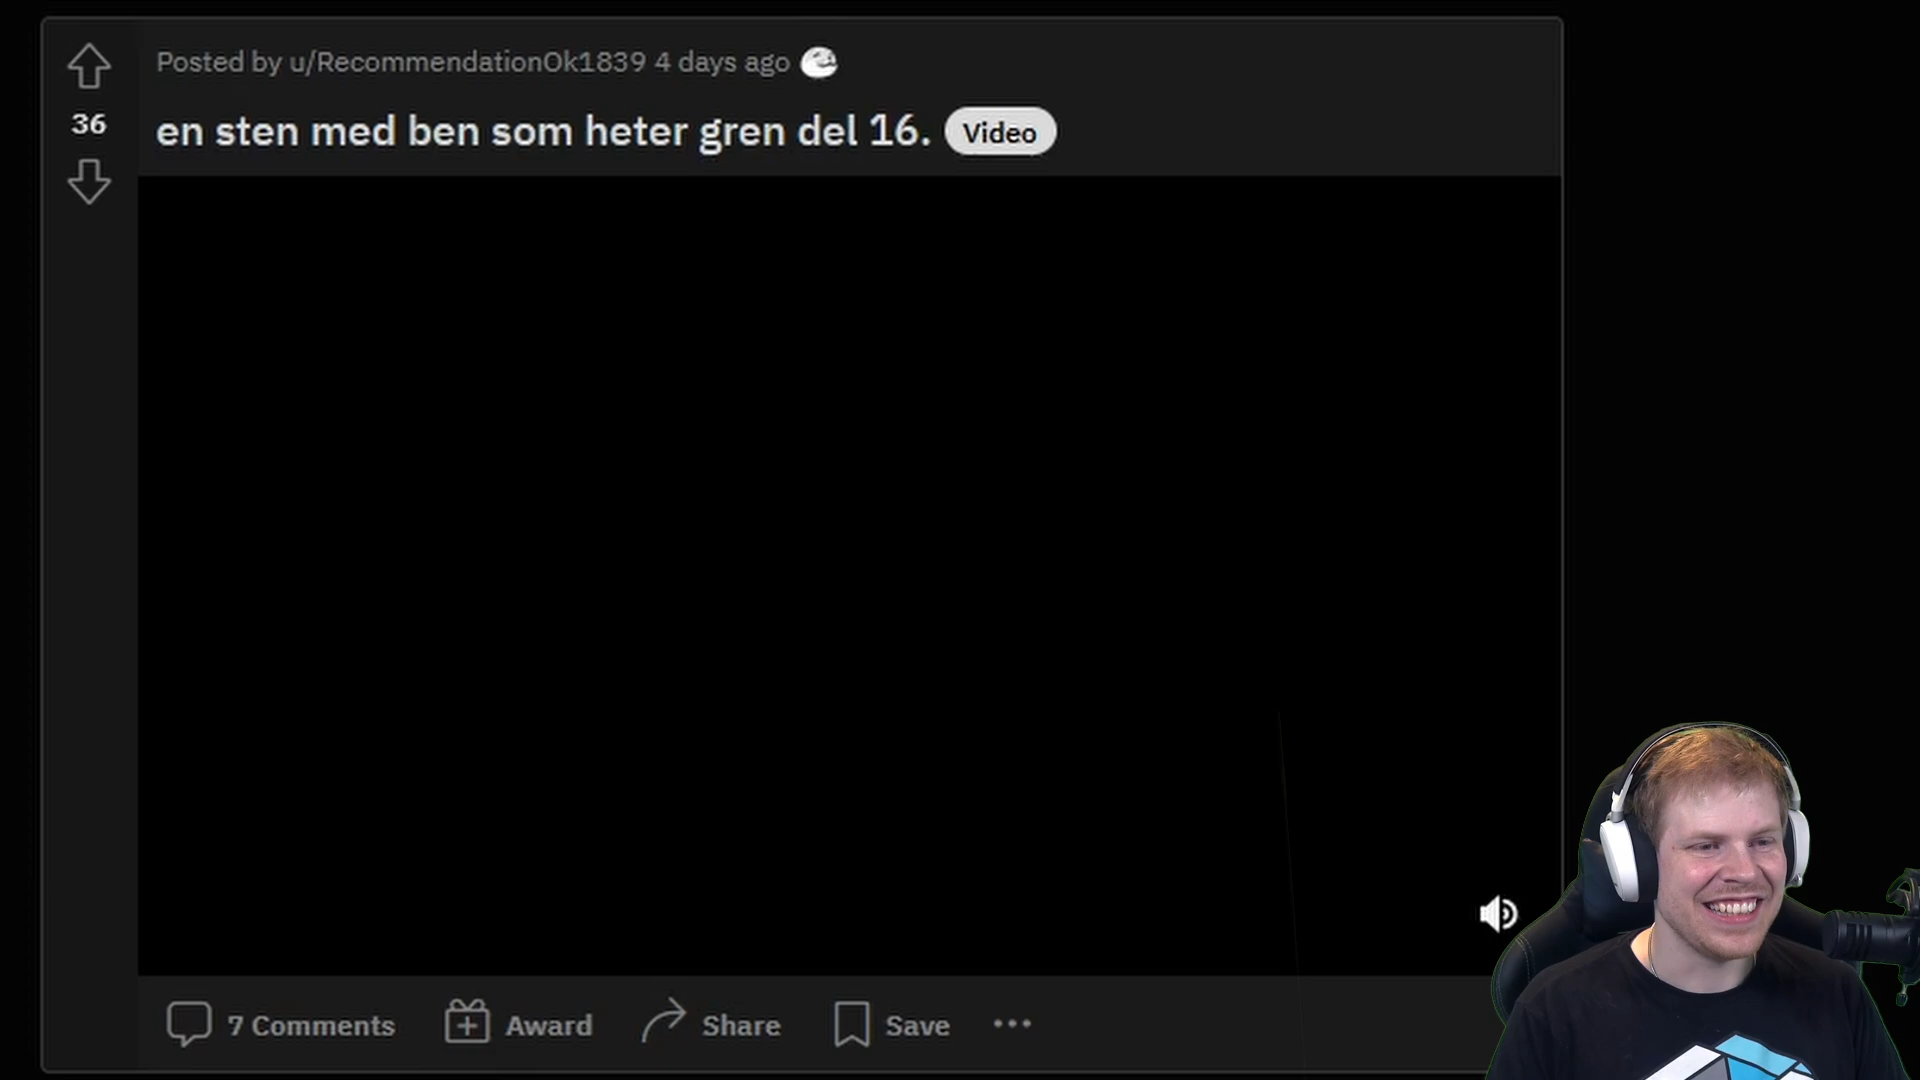 Posted by u/RecommendationOk1839 4 days ago
36
en sten med ben som heter gren del 16. Video
7 Comments Award Share Save